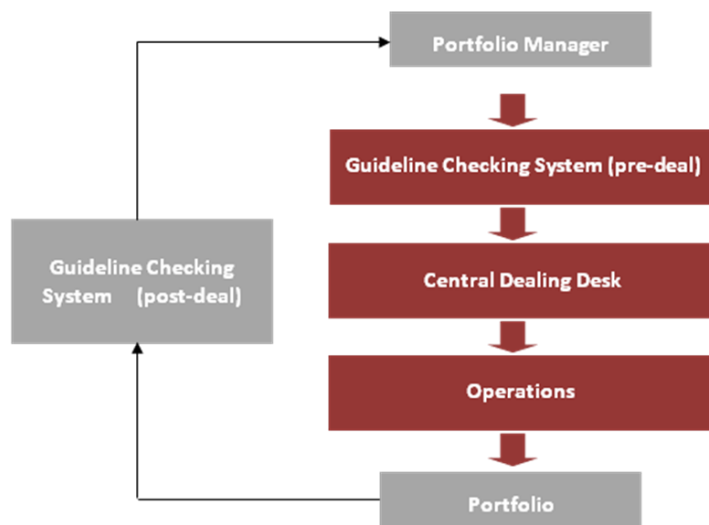 Portfolio Manager
Guideline Checking System (pre-deal)
Guideline Checking
System (post-deal)
Central Dealing Desk
Operations
Portfolio